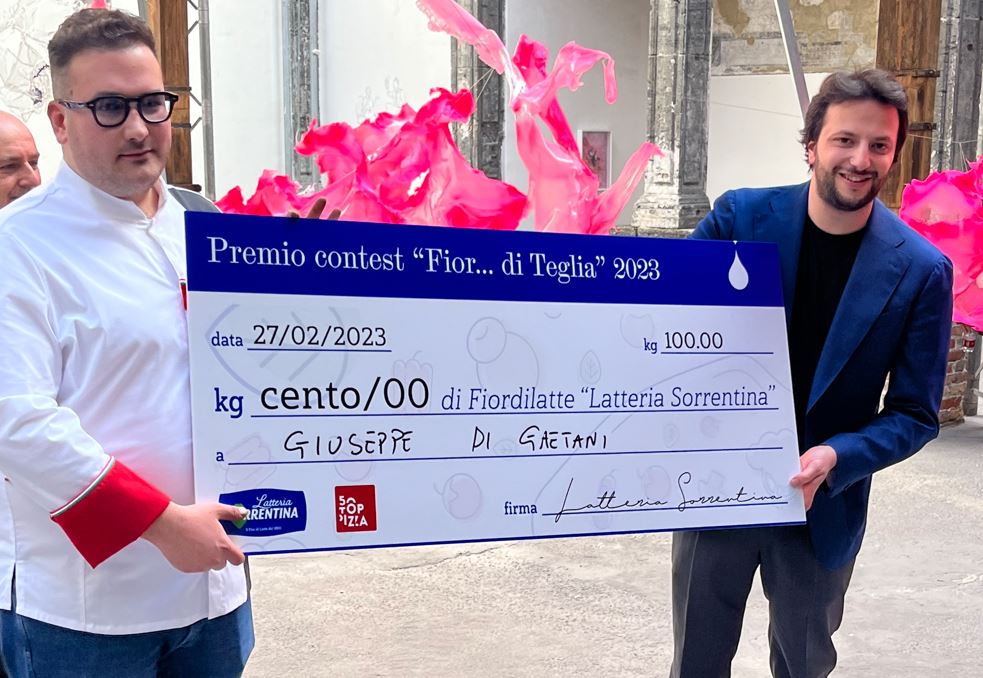 Premio contest “Fior... di Teglia” 2023
data 27/02/2023 kg 100.00
kg cento/00 di Fiordilatte “Latteria Sorrentina”
a GIUSEPPE DI GAETANI
Latteria
RRENTINA
50
TOP
PIZZA
firma Latteria Sorrentina